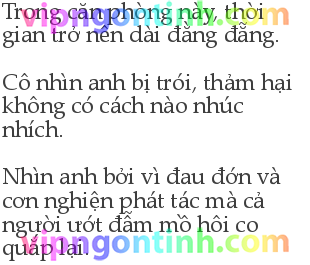 Trong căn phòng này, thời
gian trở nên dài đằng đẵng.
Cô nhìn anh bị trói, thảm hại
không có cách nào nhúc
nhích.
Nhìn anh bởi vì đau đớn và
cơn nghiện phát tác mà cả
người ướt đẫm mồ hôi co
quắp lại.
vipngontinh.com
vipngontinh.com